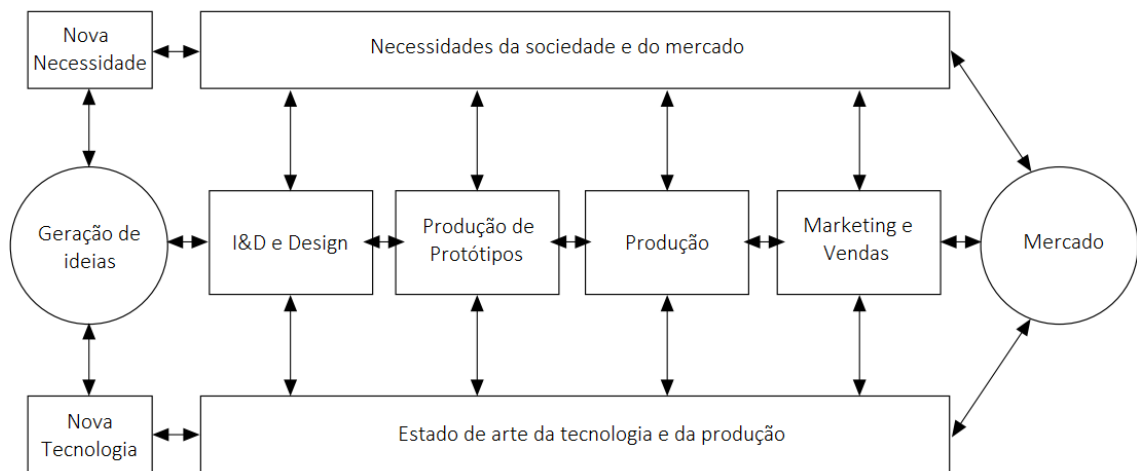 Nova
Necessidade
Necessidades da sociedade e do mercado
Geração de
ideias
I&D e Design
Produção de
Protótipos
Produção
Marketing e
Vendas
Mercado
Nova
Tecnologia
Estado de arte da tecnologia e da produção